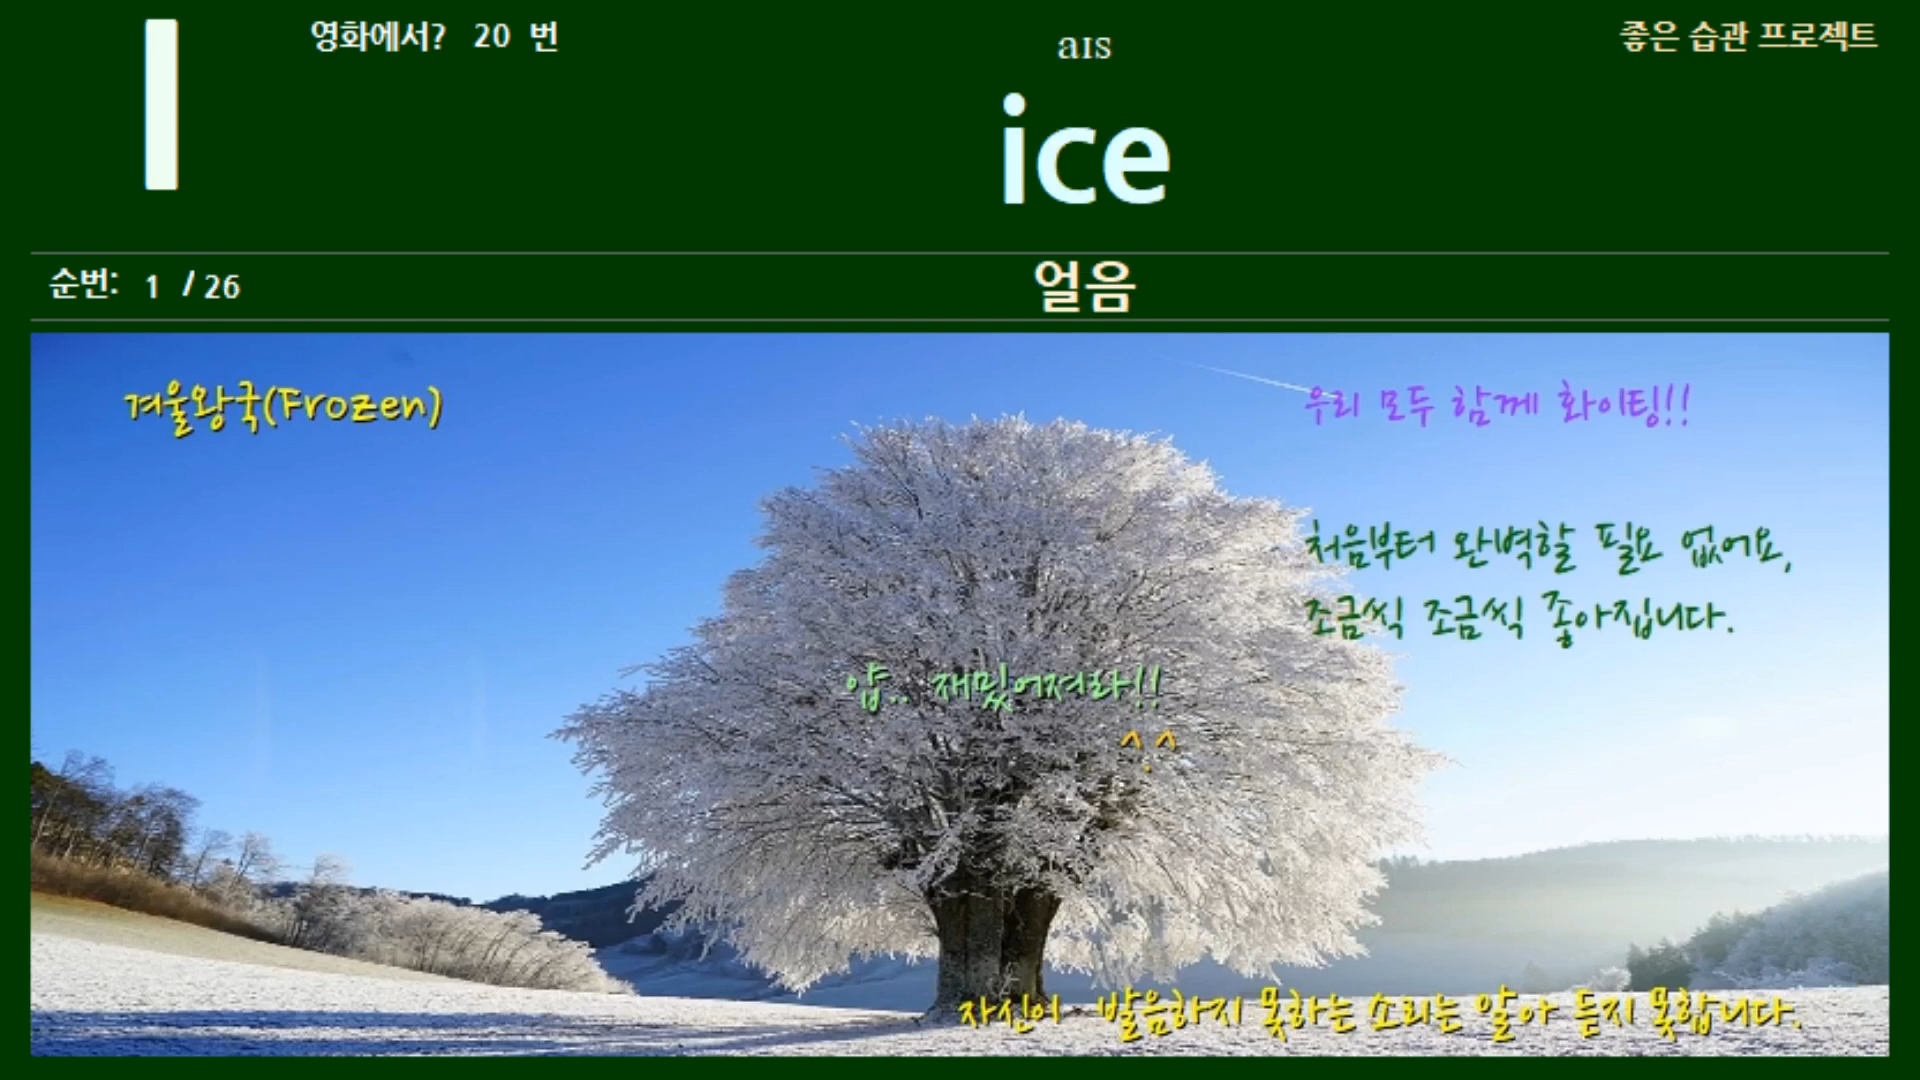 I
영화에서? 20 번
aɪs
좋은 습관 프로젝트
ice
순번: 1 / 26
얼음
겨울왕국(Frozen)
우리 모두 함께 화이팅!!
처음부터 완벽할 필요 없어요,
조금씩 조금씩 좋아집니다.
얍.. 재밌어져라!!
^.^
자신이 발음하지 못하는 소리는 알아 듣지 못합니다.